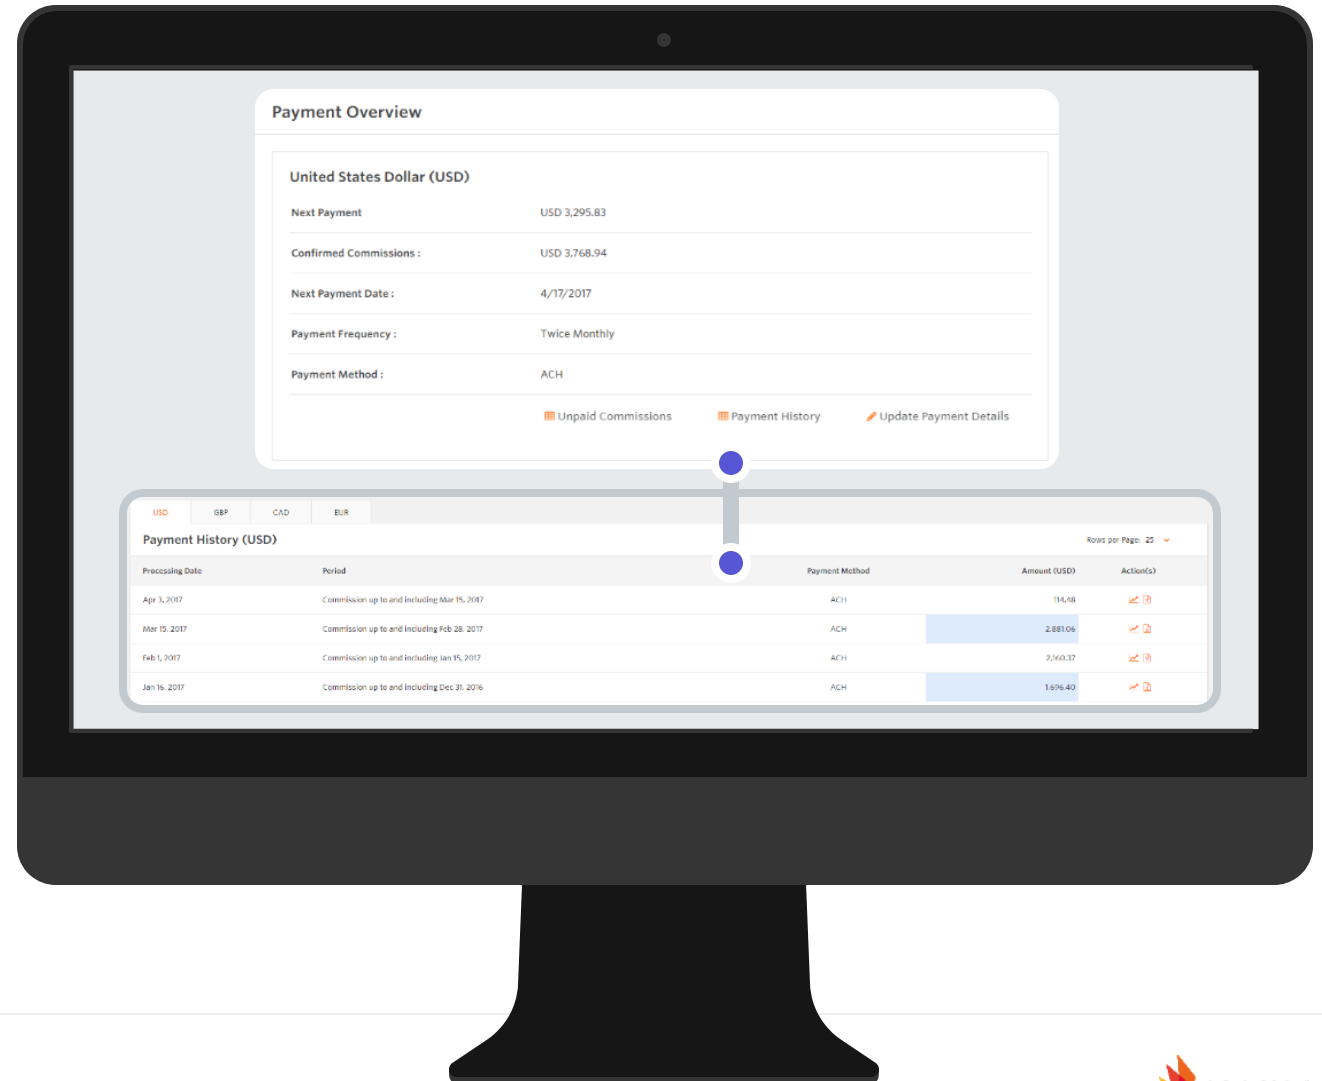 Payment Overview
United States Dollar (USD)
Next Payment USD 3,295.83
Confirmed Commissions : USD 3,768.94
Next Payment Date : 4/17/2017
Payment Frequency : Twice Monthly
Payment Method : ACH
Unpaid Commissions Payment History Update Payment Details
USD GBP CAD EUR
Payment History (USD) Rows per Page: 25
Processing Date Period Payment Method Amount (USD) Action(s)
Apr 3, 2017 Commission up to and including Mar 15, 2017 ACH 114.48
Mar 15, 2017 Commission up to and including Feb 28, 2017 ACH 2,881.06
Feb 1, 2017 Commission up to and including Jan 15, 2017 ACH 2,160.37
Jan 16, 2017 Commission up to and including Dec 31, 2016 ACH 1,696.40